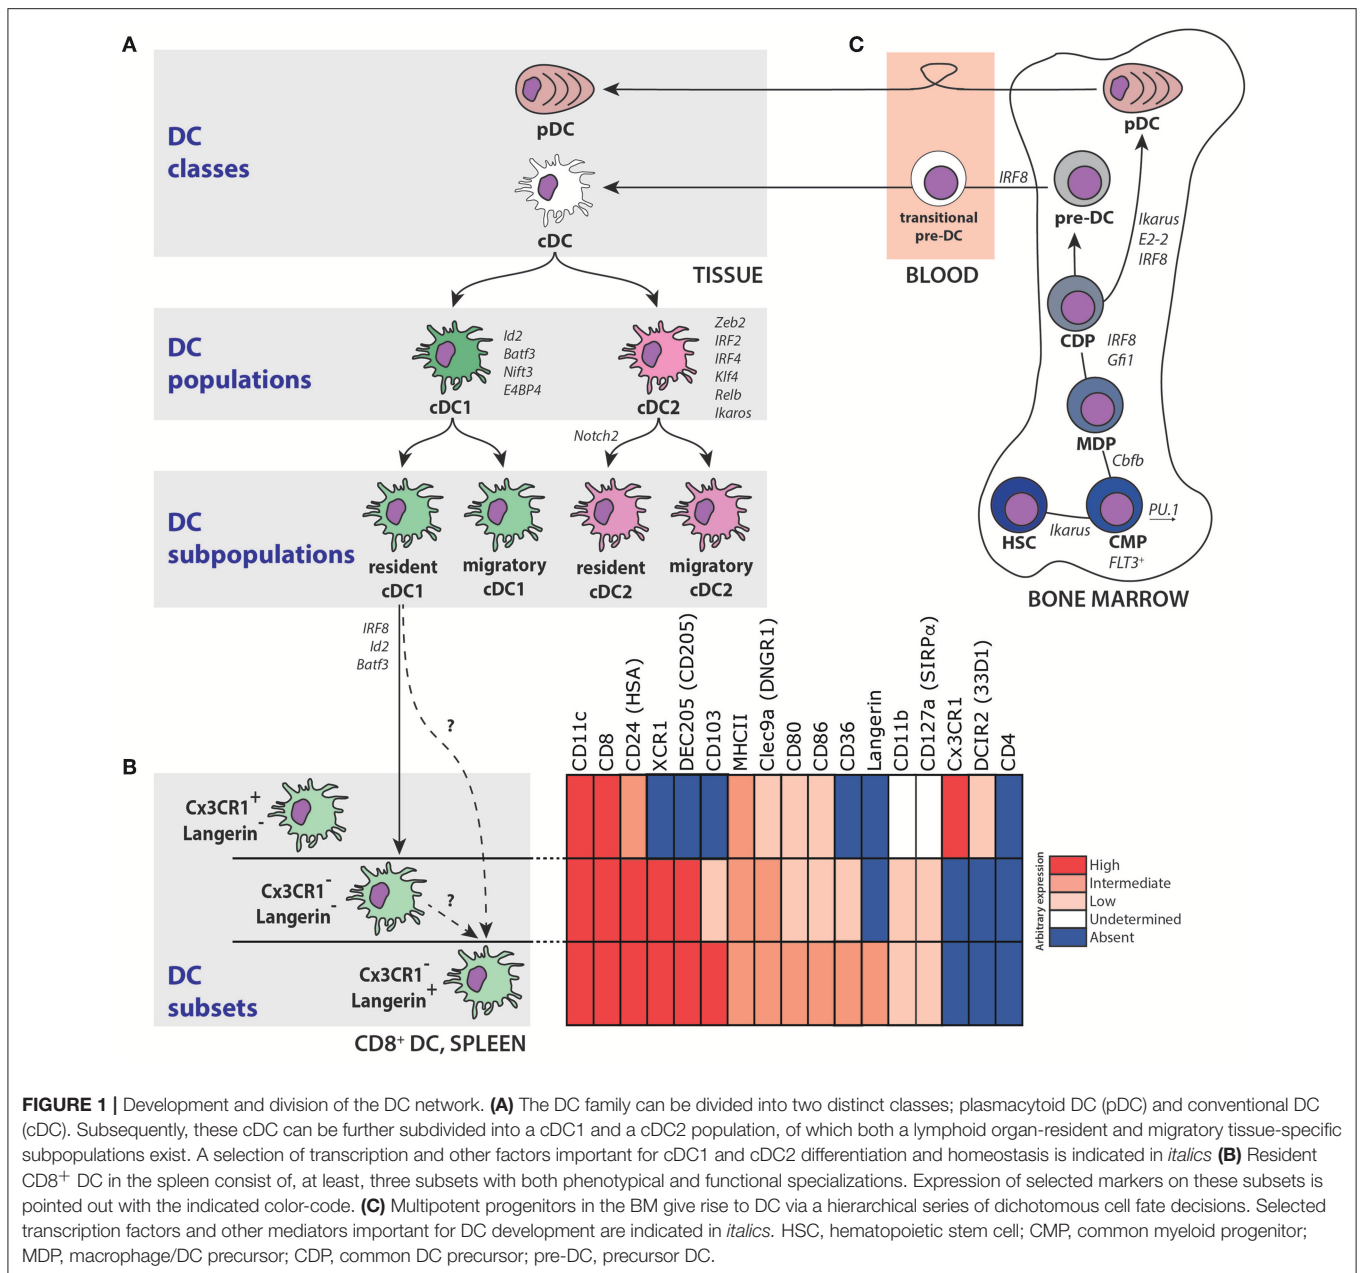 A
DC
classes
pDC
cDC
TISSUE
DC
populations
cDC1
Id2
Batf3
Nift3
E4BP4
cDC2
Zeb2
IRF2
IRF4
Klf4
Relb
Ikaros
Notch2
DC
subpopulations
resident
cDC1
migratory
cDC1
resident
cDC2
migratory
cDC2
IRF8
Id2
Batf3
?
C
transitional
pre-DC
BLOOD
IRF8
pDC
pre-DC
Ikarus
E2-2
IRF8
CDP
IRF8
Gfi1
MDP
Cbfb
HSC
Ikarus
CMP
FLT3+
PU.1
BONE MARROW
B
Cx3CR1+
Langerin-
Cx3CR1-
Langerin-
?
Cx3CR1-
Langerin+
DC
subsets
CD8+ DC, SPLEEN
CD11c
CD8
CD24 (HSA)
XCR1
DEC205 (CD205)
CD103
MHCII
Clec9a (DNGR1)
CD80
CD86
CD36
Langerin
CD11b
CD127a (SIRPα)
Cx3CR1
DCIR2 (33D1)
CD4
Arbitrary expression
High
Intermediate
Low
Undetermined
Absent
FIGURE 1 | Development and division of the DC network. (A) The DC family can be divided into two distinct classes; plasmacytoid DC (pDC) and conventional DC
(cDC). Subsequently, these cDC can be further subdivided into a cDC1 and a cDC2 population, of which both a lymphoid organ-resident and migratory tissue-specific
subpopulations exist. A selection of transcription and other factors important for cDC1 and cDC2 differentiation and homeostasis is indicated in italics (B) Resident
CD8+ DC in the spleen consist of, at least, three subsets with both phenotypical and functional specializations. Expression of selected markers on these subsets is
pointed out with the indicated color-code. (C) Multipotent progenitors in the BM give rise to DC via a hierarchical series of dichotomous cell fate decisions. Selected
transcription factors and other mediators important for DC development are indicated in italics. HSC, hematopoietic stem cell; CMP, common myeloid progenitor;
MDP, macrophage/DC precursor; CDP, common DC precursor; pre-DC, precursor DC.